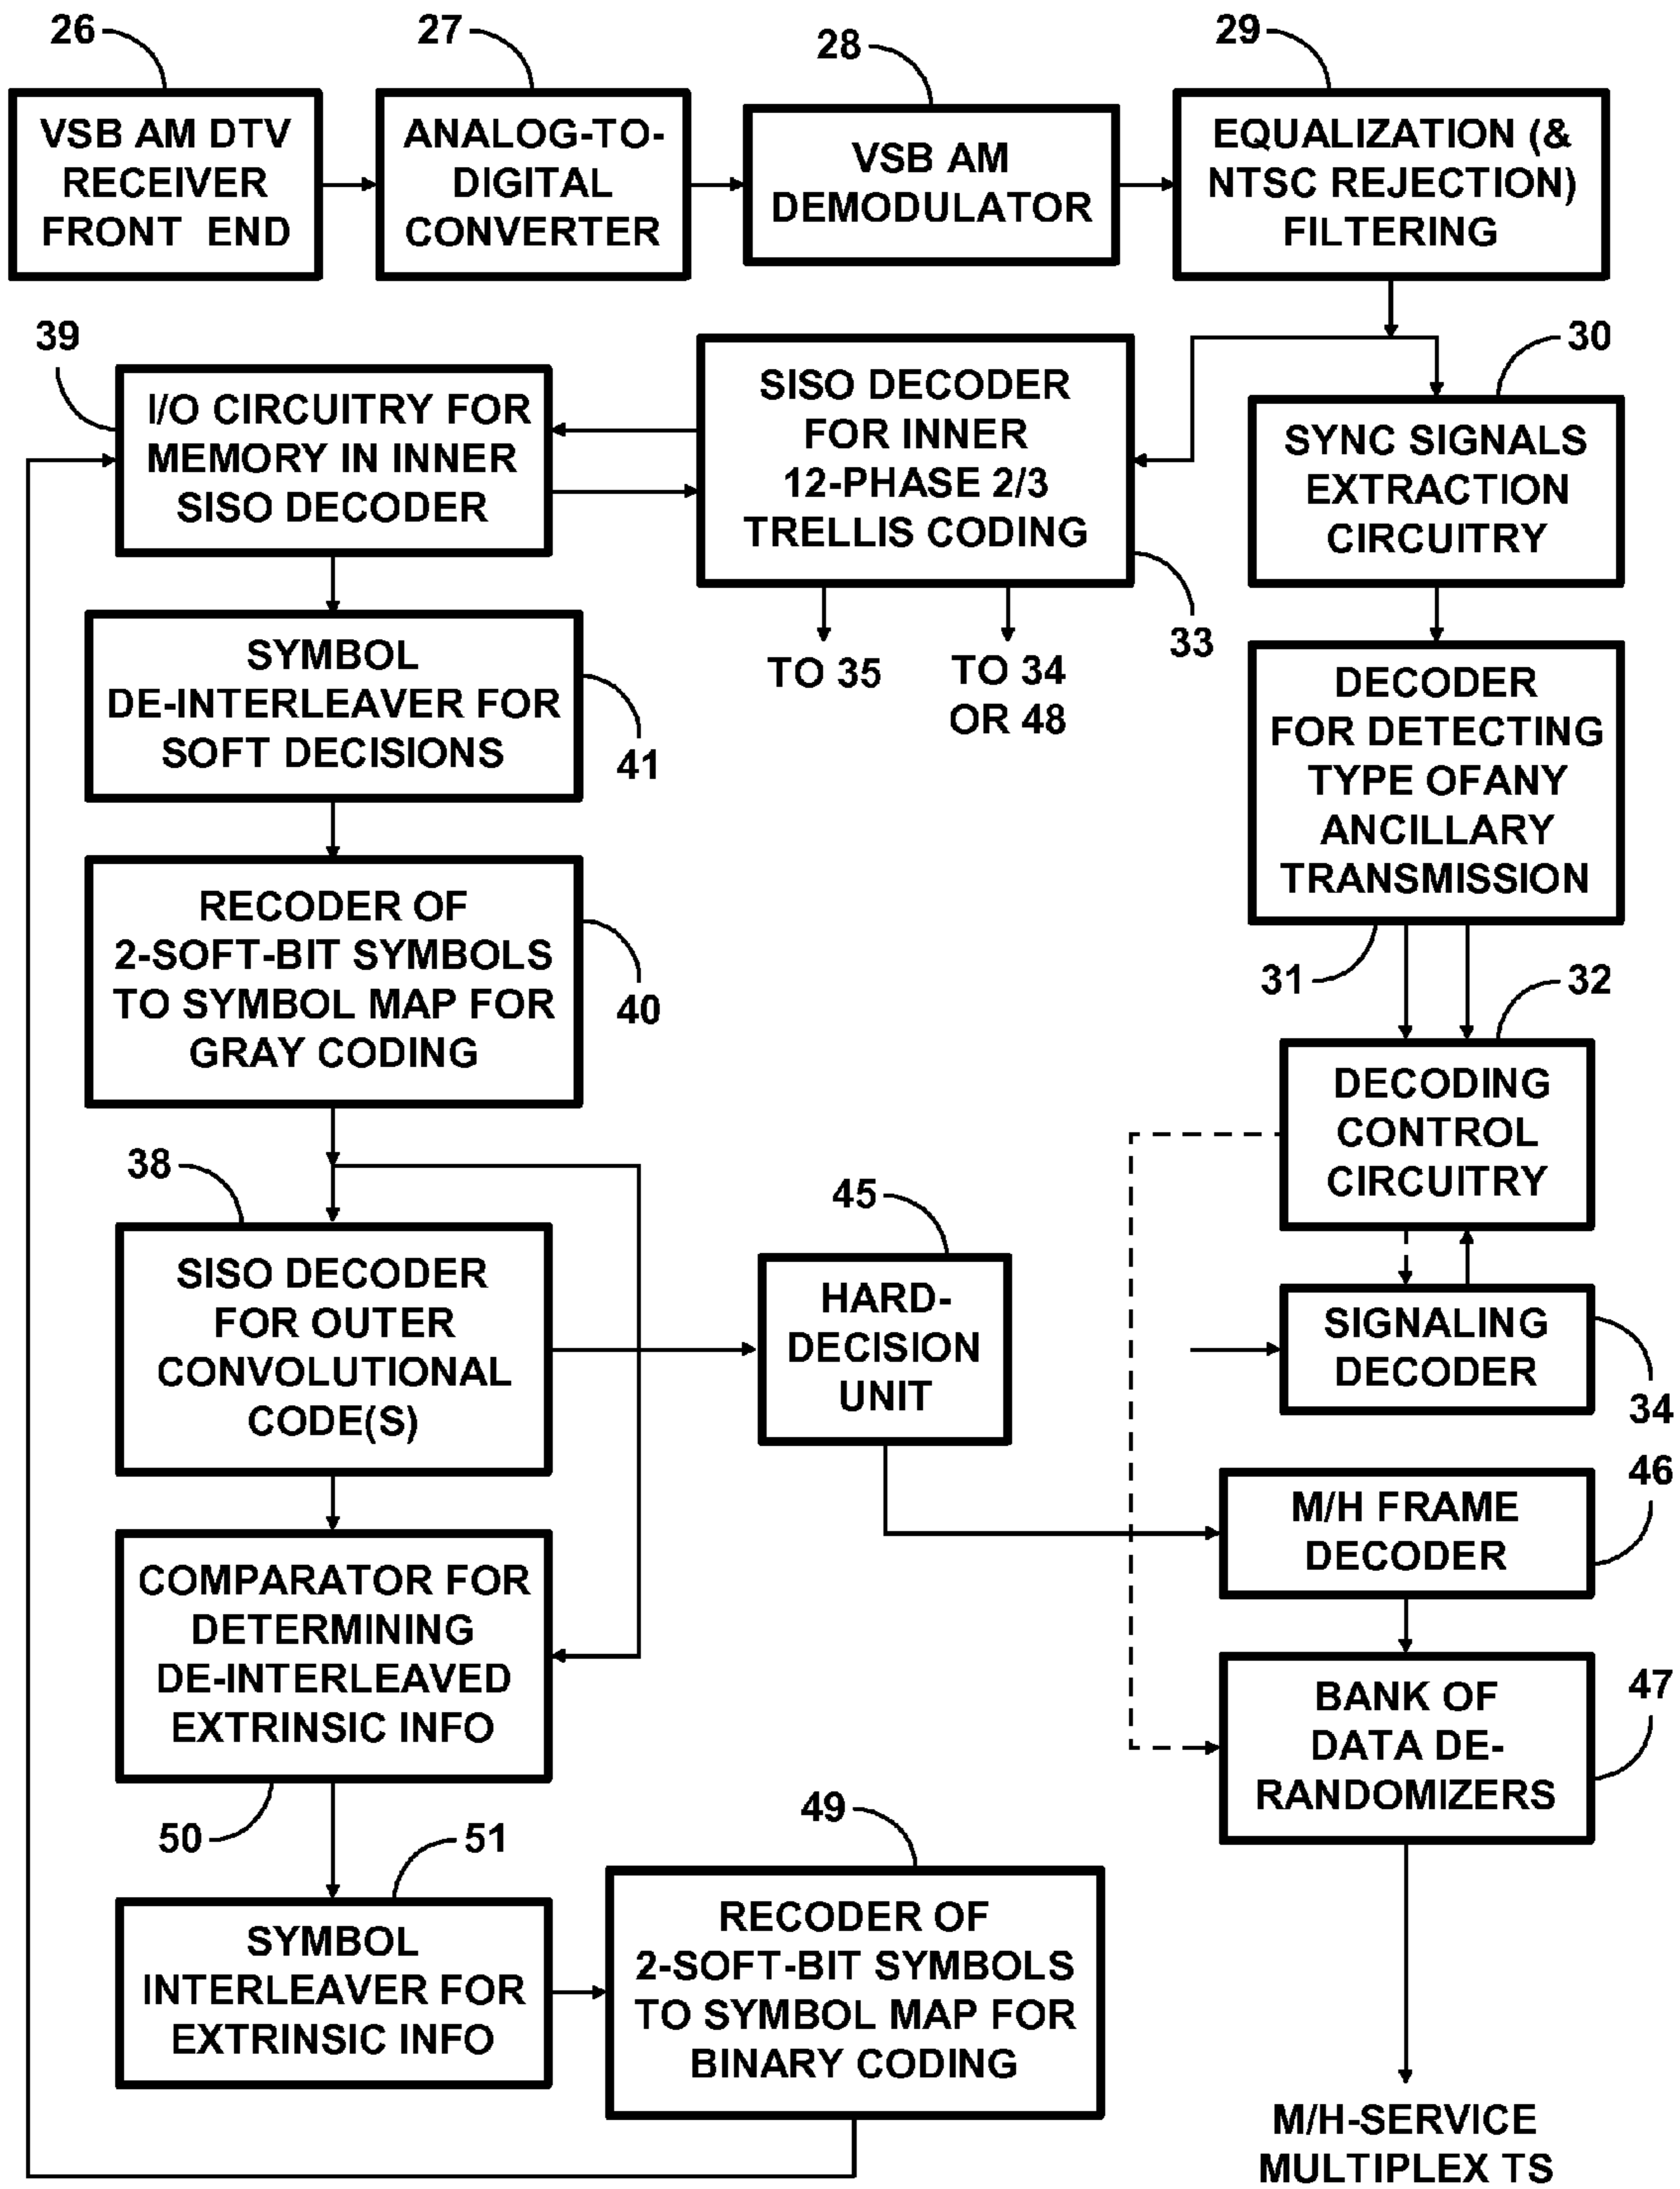 26
27
28
29
VSB AM DTV
RECEIVER
FRONT END
ANALOG-TO-
DIGITAL
CONVERTER
VSB AM
DEMODULATOR
EQUALIZATION (&
NTSC REJECTION)
FILTERING
39
I/O CIRCUITRY FOR
MEMORY IN INNER
SISO DECODER
SISO DECODER
FOR INNER
12-PHASE 2/3
TRELLIS CODING
33
30
SYNC SIGNALS
EXTRACTION
CIRCUITRY
TO 35
TO 34
OR 48
SYMBOL
DE-INTERLEAVER FOR
SOFT DECISIONS
41
DECODER
FOR DETECTING
TYPE OFANY
ANCILLARY
TRANSMISSION
31
RECODER OF
2-SOFT-BIT SYMBOLS
TO SYMBOL MAP FOR
GRAY CODING
40
32
DECODING
CONTROL
CIRCUITRY
38
SISO DECODER
FOR OUTER
CONVOLUTIONAL
CODE(S)
45
HARD-
DECISION
UNIT
SIGNALING
DECODER
34
46
M/H FRAME
DECODER
COMPARATOR FOR
DETERMINING
DE-INTERLEAVED
EXTRINSIC INFO
50
47
BANK OF
DATA DE-
RANDOMIZERS
51
SYMBOL
INTERLEAVER FOR
EXTRINSIC INFO
49
RECODER OF
2-SOFT-BIT SYMBOLS
TO SYMBOL MAP FOR
BINARY CODING
M/H-SERVICE
MULTIPLEX TS